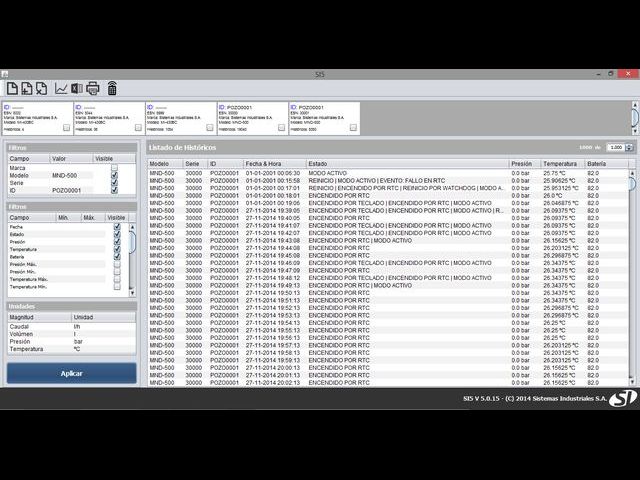 SI5
ID: POZO0001
ID: POZO0001
Filtros
Campo Valor Visible
Marca
Modelo MND-500
Serie
ID POZO0001
Filtros
Campo Mín. Máx. Visible
Fecha
Estado
Presión
Temperatura
Batería
Presión Máx.
Presión Mín.
Temperatura Máx.
Temperatura Mín.
Unidades
Magnitud Unidad
Caudal l/h
Volúmen l
Presión bar
Temperatura ºC
Aplicar
Listado de Históricos
1000 de 1.000
Modelo Serie ID Fecha & Hora Estado Presión Temperatura Batería
MND-500 30000 POZO0001 01-01-2001 00:06:30 MODO ACTIVO 0.0 bar 25.75 ºC 82.0
MND-500 30000 POZO0001 01-01-2001 00:15:58 REINICIO | MODO ACTIVO | EVENTO: FALLO EN RTC 0.0 bar 25.90625 ºC 82.0
MND-500 30000 POZO0001 01-01-2001 00:17:01 REINICIO | ENCENDIDO POR RTC | REINICIO POR WATCHDOG | MODO A... 0.0 bar 25.953125 ºC 82.0
MND-500 30000 POZO0001 01-01-2001 00:18:01 ENCENDIDO POR RTC 0.0 bar 26.0 ºC 82.0
MND-500 30000 POZO0001 01-01-2001 00:19:06 ENCENDIDO POR TECLADO | ENCENDIDO POR RTC | MODO ACTIVO 0.0 bar 26.046875 ºC 82.0
MND-500 30000 POZO0001 27-11-2014 19:39:05 ENCENDIDO POR TECLADO | ENCENDIDO POR RTC | MODO ACTIVO | R... 0.0 bar 26.09375 ºC 82.0
MND-500 30000 POZO0001 27-11-2014 19:40:05 ENCENDIDO POR RTC 0.0 bar 26.09375 ºC 82.0
MND-500 30000 POZO0001 27-11-2014 19:41:07 ENCENDIDO POR TECLADO | ENCENDIDO POR RTC | MODO ACTIVO 0.0 bar 26.09375 ºC 82.0
MND-500 30000 POZO0001 27-11-2014 19:42:07 ENCENDIDO POR TECLADO | ENCENDIDO POR RTC | MODO ACTIVO 0.0 bar 26.09375 ºC 82.0
MND-500 30000 POZO0001 27-11-2014 19:43:08 ENCENDIDO POR RTC | MODO ACTIVO 0.0 bar 26.15625 ºC 82.0
MND-500 30000 POZO0001 27-11-2014 19:44:08 ENCENDIDO POR RTC 0.0 bar 26.25 ºC 82.0
MND-500 30000 POZO0001 27-11-2014 19:45:08 ENCENDIDO POR RTC 0.0 bar 26.296875 ºC 82.0
MND-500 30000 POZO0001 27-11-2014 19:46:10 ENCENDIDO POR TECLADO | ENCENDIDO POR RTC | MODO ACTIVO 0.0 bar 26.34375 ºC 82.0
MND-500 30000 POZO0001 27-11-2014 19:47:09 ENCENDIDO POR RTC 0.0 bar 26.34375 ºC 82.0
MND-500 30000 POZO0001 27-11-2014 19:48:12 ENCENDIDO POR TECLADO | ENCENDIDO POR RTC | MODO ACTIVO 0.0 bar 26.34375 ºC 82.0
MND-500 30000 POZO0001 27-11-2014 19:49:13 ENCENDIDO POR RTC | MODO ACTIVO 0.0 bar 26.34375 ºC 82.0
MND-500 30000 POZO0001 27-11-2014 19:50:13 ENCENDIDO POR RTC 0.0 bar 26.34375 ºC 82.0
MND-500 30000 POZO0001 27-11-2014 19:51:13 ENCENDIDO POR RTC 0.0 bar 26.34375 ºC 82.0
MND-500 30000 POZO0001 27-11-2014 19:52:13 ENCENDIDO POR RTC 0.0 bar 26.296875 ºC 82.0
MND-500 30000 POZO0001 27-11-2014 19:53:13 ENCENDIDO POR RTC 0.0 bar 26.296875 ºC 82.0
MND-500 30000 POZO0001 27-11-2014 19:54:13 ENCENDIDO POR RTC 0.0 bar 26.25 ºC 82.0
MND-500 30000 POZO0001 27-11-2014 19:55:13 ENCENDIDO POR RTC 0.0 bar 26.25 ºC 82.0
MND-500 30000 POZO0001 27-11-2014 19:56:13 ENCENDIDO POR RTC 0.0 bar 26.25 ºC 82.0
MND-500 30000 POZO0001 27-11-2014 19:57:13 ENCENDIDO POR RTC 0.0 bar 26.203125 ºC 82.0
MND-500 30000 POZO0001 27-11-2014 19:58:13 ENCENDIDO POR RTC 0.0 bar 26.203125 ºC 82.0
MND-500 30000 POZO0001 27-11-2014 19:59:13 ENCENDIDO POR RTC 0.0 bar 26.203125 ºC 82.0
MND-500 30000 POZO0001 27-11-2014 20:00:13 ENCENDIDO POR RTC 0.0 bar 26.203125 ºC 82.0
MND-500 30000 POZO0001 27-11-2014 20:01:13 ENCENDIDO POR RTC 0.0 bar 26.15625 ºC 82.0
MND-500 30000 POZO0001 27-11-2014 20:02:13 ENCENDIDO POR RTC 0.0 bar 26.15625 ºC 82.0
SI5 V 5.0.15 - (C) 2014 Sistemas Industriales S.A.